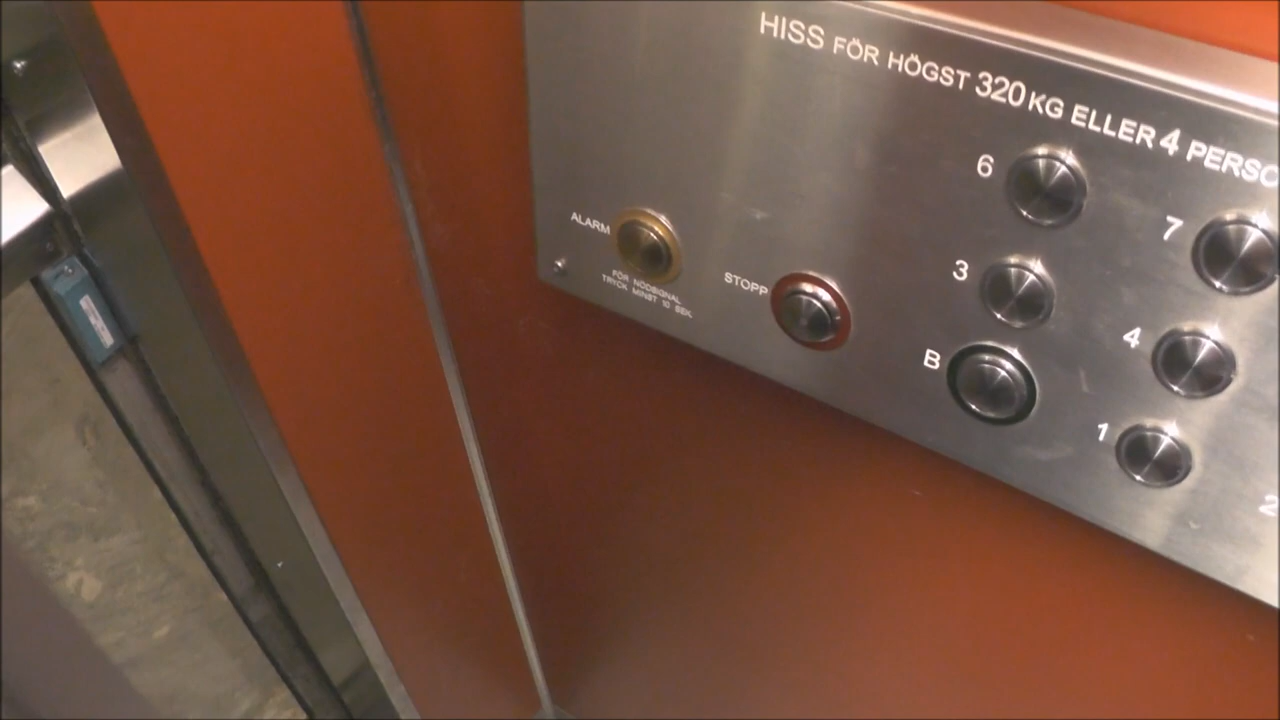 HISS FÖR HÖGST 320 KG ELLER 4 PERSO
6
7
ALARM
3
FÖR NÖDSIGNAL
TRYCK MINST 10 SEK.
STOPP
4
B
1
2